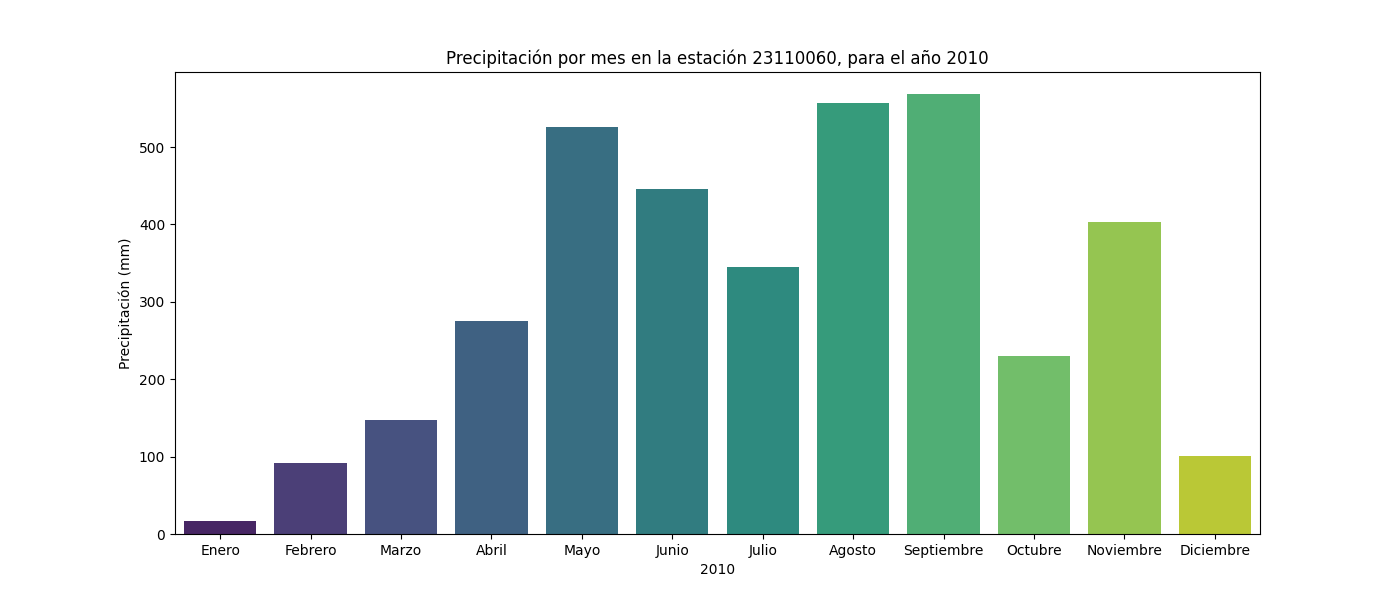 Precipitación por mes en la estación 23110060, para el año 2010
Precipitación (mm)
500
400
300
200
100
0
Enero Febrero Marzo Abril Mayo Junio Julio Agosto Septiembre Octubre Noviembre Diciembre
2010